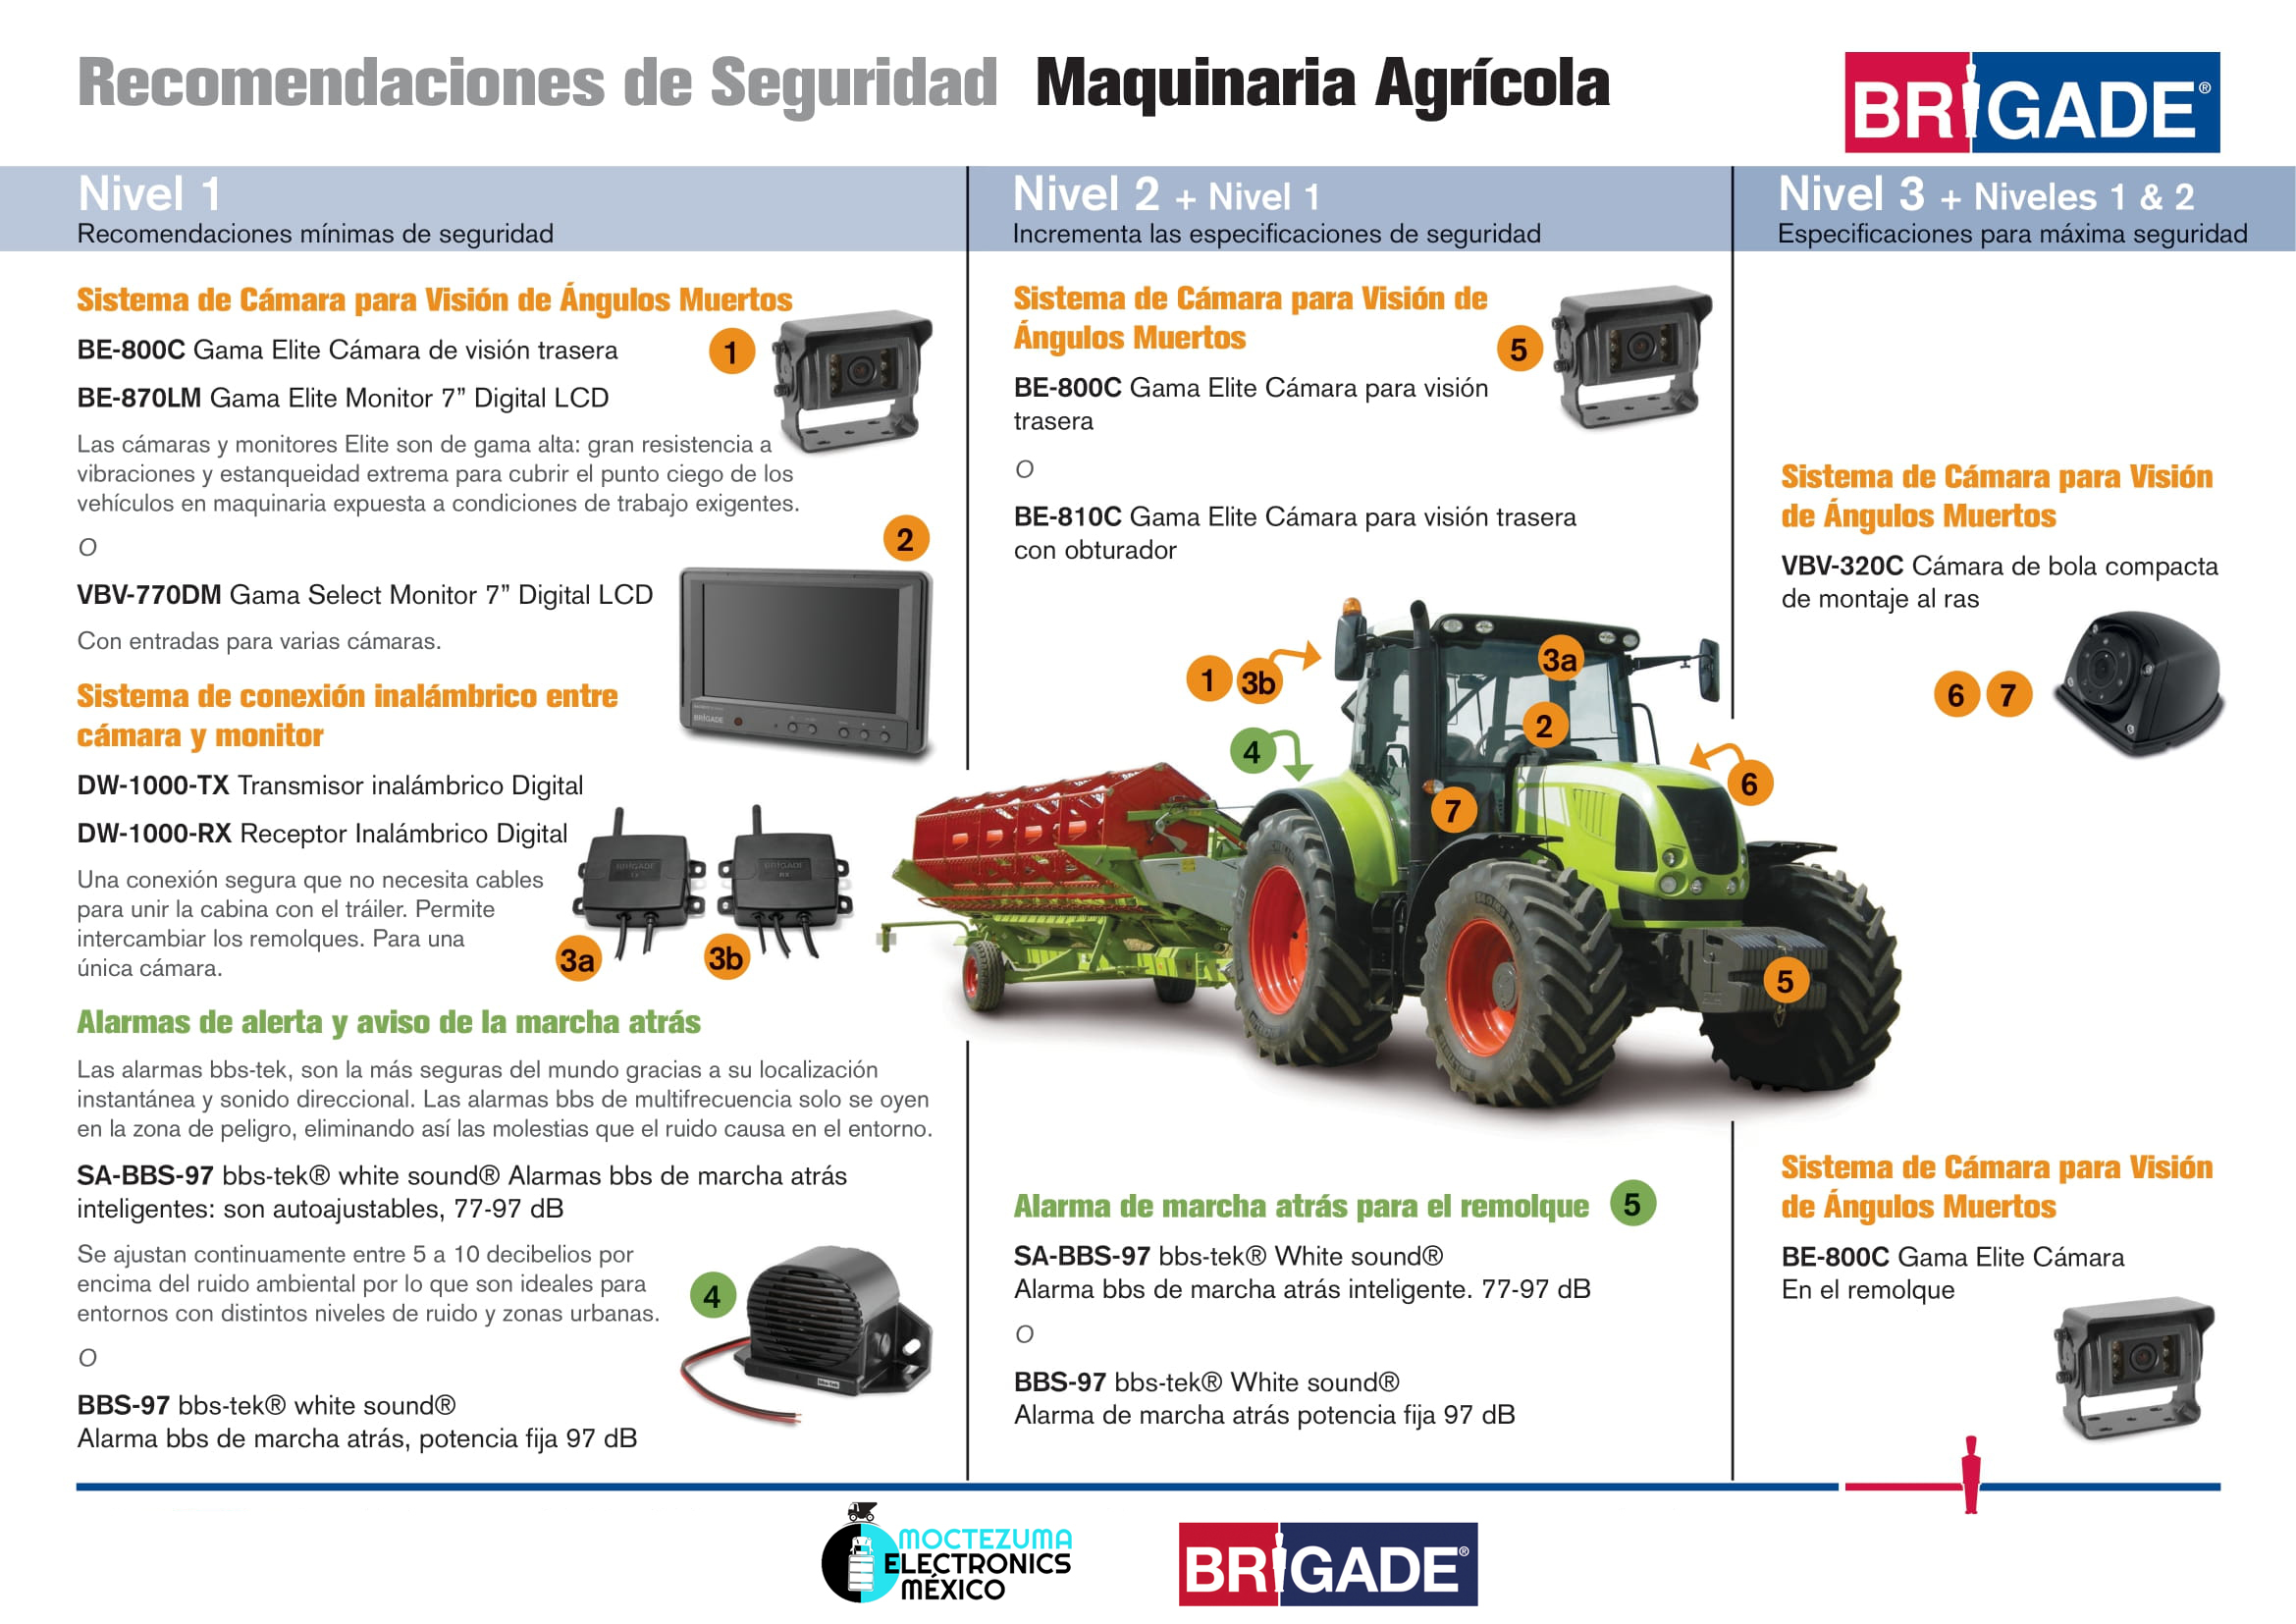 Recomendaciones de Seguridad Maquinaria Agrícola
BRIGADE®
Nivel 1
Recomendaciones mínimas de seguridad
Sistema de Cámara para Visión de Ángulos Muertos
BE-800C Gama Elite Cámara de visión trasera
1
BE-870LM Gama Elite Monitor 7” Digital LCD
Las cámaras y monitores Elite son de gama alta: gran resistencia a
vibraciones y estanqueidad extrema para cubrir el punto ciego de los
vehículos en maquinaria expuesta a condiciones de trabajo exigentes.
O
2
VBV-770DM Gama Select Monitor 7” Digital LCD
Con entradas para varias cámaras.
BRIGADE
Sistema de conexión inalámbrico entre
cámara y monitor
DW-1000-TX Transmisor inalámbrico Digital
DW-1000-RX Receptor Inalámbrico Digital
BRIGADE
TX
BRIGADE
RX
Una conexión segura que no necesita cables
para unir la cabina con el tráiler. Permite
intercambiar los remolques. Para una
única cámara.
3a
3b
Alarmas de alerta y aviso de la marcha atrás
Las alarmas bbs-tek, son la más seguras del mundo gracias a su localización
instantánea y sonido direccional. Las alarmas bbs de multifrecuencia solo se oyen
en la zona de peligro, eliminando así las molestias que el ruido causa en el entorno.
SA-BBS-97 bbs-tek® white sound® Alarmas bbs de marcha atrás
inteligentes: son autoajustables, 77-97 dB
Se ajustan continuamente entre 5 a 10 decibelios por
encima del ruido ambiental por lo que son ideales para
entornos con distintos niveles de ruido y zonas urbanas.
4
bbs-tek
O
BBS-97 bbs-tek® white sound®
Alarma bbs de marcha atrás, potencia fija 97 dB
Nivel 2 + Nivel 1
Incrementa las especificaciones de seguridad
Sistema de Cámara para Visión de
Ángulos Muertos
5
BE-800C Gama Elite Cámara para visión
trasera
O
BE-810C Gama Elite Cámara para visión trasera
con obturador
1
3b
3a
4
2
6
7
5
Alarma de marcha atrás para el remolque 5
SA-BBS-97 bbs-tek® White sound®
Alarma bbs de marcha atrás inteligente. 77-97 dB
O
BBS-97 bbs-tek® White sound®
Alarma de marcha atrás potencia fija 97 dB
Nivel 3 + Niveles 1 & 2
Especificaciones para máxima seguridad
Sistema de Cámara para Visión
de Ángulos Muertos
VBV-320C Cámara de bola compacta
de montaje al ras
6 7
Sistema de Cámara para Visión
de Ángulos Muertos
BE-800C Gama Elite Cámara
En el remolque
MOCTEZUMA
ELECTRONICS
MÉXICO
BRIGADE®